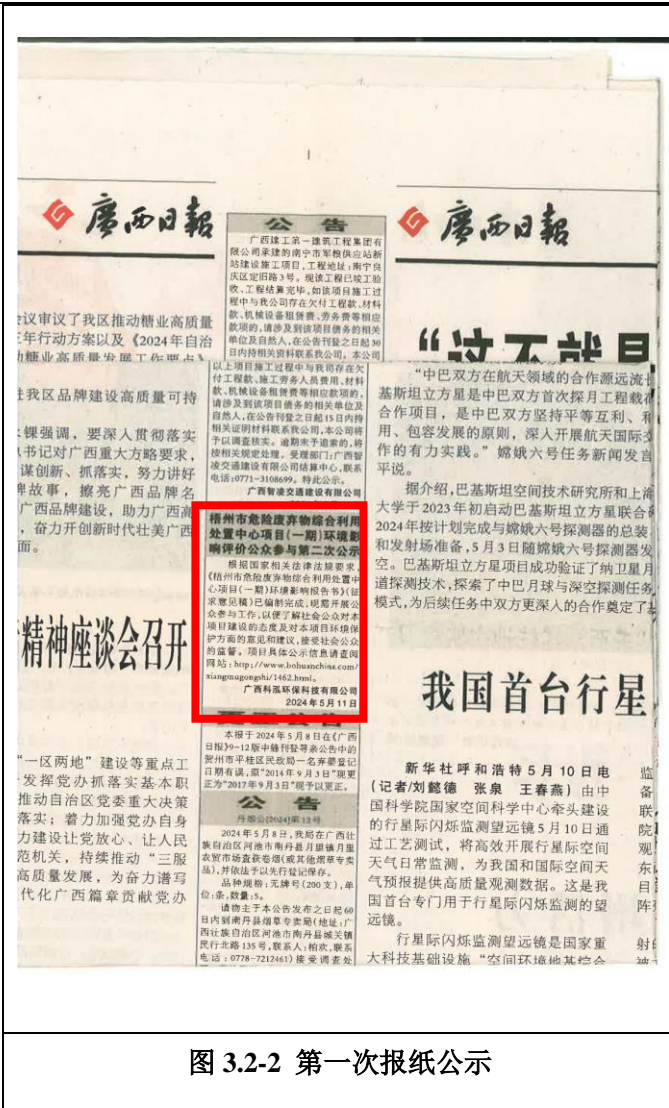 廣西日報
公告
廣西日報
广西建工第一建筑工程集团有
限公司承建的南宁市军粮供应站新
站建设施工项目,工程地址:南宁良
庆区定旧路3号。现该工程已竣工验
收、工程结算完毕,如该项目施工过
程中与我公司存在欠付工程款、材料
款、机械设备租赁费、劳务费等相应
款项的,请涉及到该项目债务的相关
单位及自然人,在公告刊登之日起30
日内持相关资料联系我公司。本公司
会议审议了我区推动糖业高质量
三年行动方案以及《2024年自治
动糖业高质量发展工作要点》
“这不就是
以上项目施工过程中与我司存在欠
付工程款、施工劳务人员费用、材料
款、机械设备租赁费等相应款项的,
请涉及到该项目债务的相关单位及
自然人,在公告刊登之日起15日内持
相关证明材料联系我公司,本公司将
予以调查核实。逾期未予追索的,将
按相关规定处理。受理部门:广西智
凌交通建设有限公司结算中心,联系
电话:0771-3108699。特此公示。
广西智凌交通建设有限公司
我区品牌建设高质量可持
锞强调,要深入贯彻落实
总书记对广西重大方略要求,
谋创新、抓落实,努力讲好
牌故事,擦亮广西品牌名
广西品牌建设,助力广西高
,奋力开创新时代壮美广西
面。
精神座谈会召开
“一区两地”建设等重点工
发挥党办抓落实基本职
推动自治区党委重大决策
落实;着力加强党办自身
力建设让党放心、让人民
范机关,持续推动“三服
高质量发展,为奋力谱写
代化广西篇章贡献党办
梧州市危险废弃物综合利用
处置中心项目(一期)环境影
响评价公众参与第二次公示
根据国家相关法律法规要求,
《梧州市危险废弃物综合利用处置中
心项目(一期)环境影响报告书》(征
求意见稿)已编制完成,现需开展公
众参与工作,以便了解社会公众对本
项目建设的态度及对本项目环境保
护方面的意见和建议,接受社会公众
的监督。项目具体公示信息请查阅
网站:http://www.bohuanchina.com/
xiangmugongshi/1462.html。
广西科泓环保科技有限公司
2024年5月11日
更正公告
本报于2024年5月8日在《广西
日报》9-12版中缝刊登寻亲公告中的
贺州市平桂区民政局一名弃婴登记
日期有误,原“2014年9月3日”现更
正为“2017年9月3日”现予以更正。
公告
丹烟公[2024]第12号
2024年5月8日,我局在广西壮
族自治区河池市南丹县月里镇月里
农贸市场查获卷烟(或其他烟草专卖
品),并依法予以先行登记保存。
品种规格:无牌号(200支),单
位:条,数量:5。
请物主于本公告发布之日起60
日内到南丹县烟草专卖局(地址:广
西壮族自治区河池市南丹县城关镇
民行北路135号,联系人:柏欢,联系
电话:0778-7212461)接受调查处
“中巴双方在航天领域的合作源远流长
基斯坦立方星是中巴双方首次探月工程载
合作项目,是中巴双方坚持平等互利、和
用、包容发展的原则,深入开展航天国际交
作的有力实践。”嫦娥六号任务新闻发言
平说。
据介绍,巴基斯坦空间技术研究所和上海
大学于2023年初启动巴基斯坦立方星联合
2024年按计划完成与嫦娥六号探测器的总装
和发射场准备,5月3日随嫦娥六号探测器发
空。巴基斯坦立方星项目成功验证了纳卫星月
道探测技术,探索了中巴月球与深空探测任务
模式,为后续任务中双方更深入的合作奠定了
我国首台行星
新华社呼和浩特5月10日电
(记者/刘懿德 张泉 王春燕)由中
国科学院国家空间科学中心牵头建设
的行星际闪烁监测望远镜5月10日通
过工艺测试,将高效开展行星际空间
天气日常监测,为我国和国际空间天
气预报提供高质量观测数据。这是我
国首台专门用于行星际闪烁监测的望
远镜。
行星际闪烁监测望远镜是国家重
大科技基础设施“空间环境地基综合
监
备
联
院
观
东
目
阵
射
被
图 3.2-2 第一次报纸公示